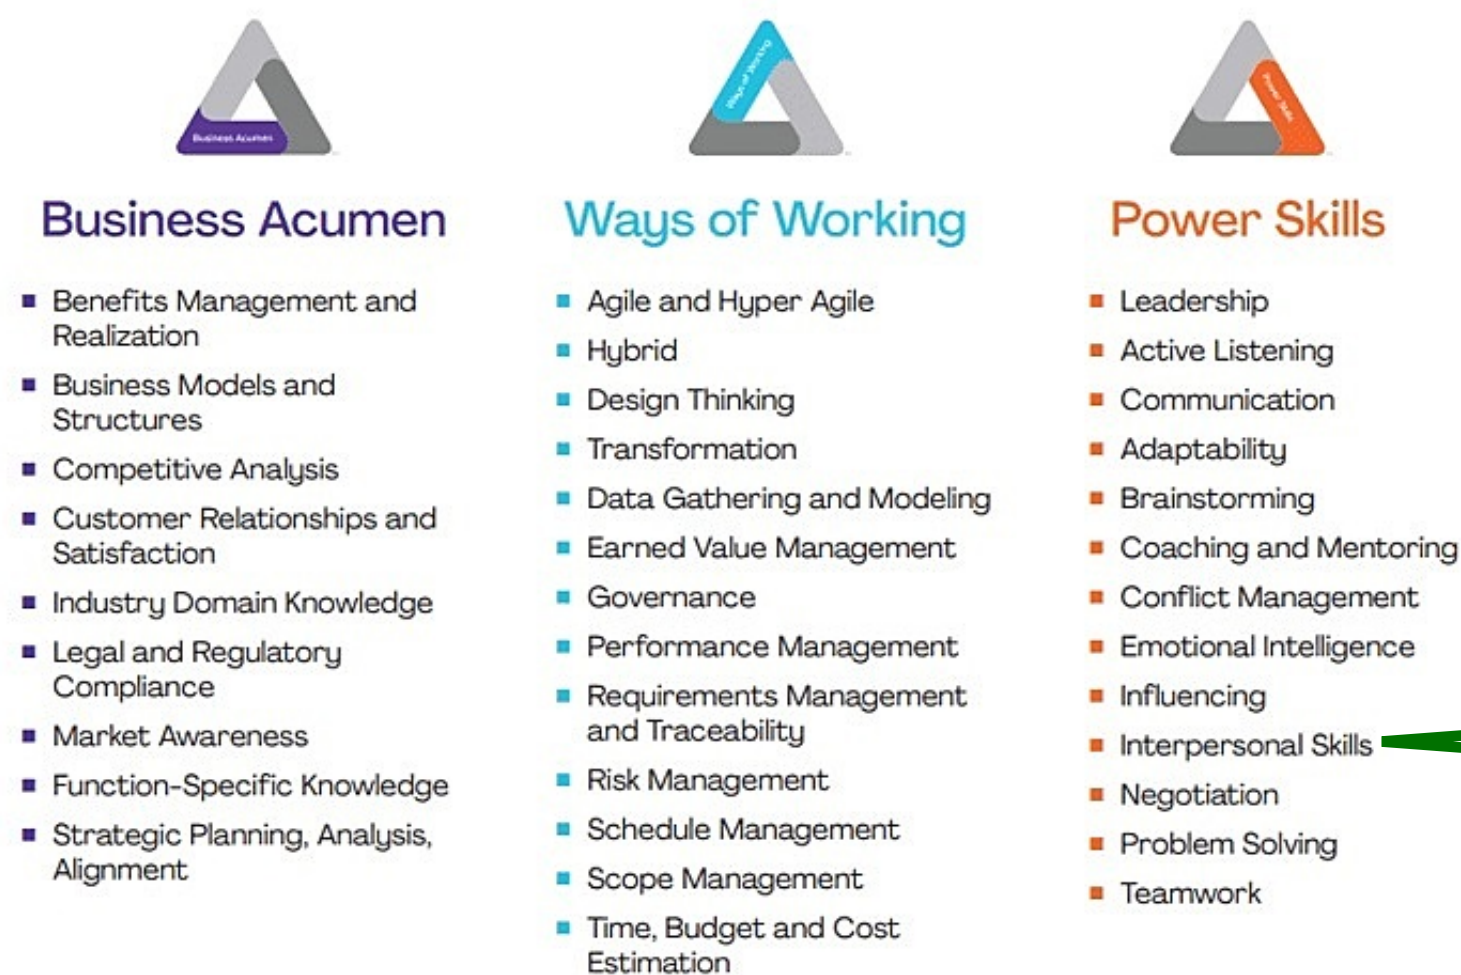 Business Acumen
Ways of Working
Power Skills
Business Acumen
Benefits Management and
Realization
Business Models and
Structures
Competitive Analysis
Customer Relationships and
Satisfaction
Industry Domain Knowledge
Legal and Regulatory
Compliance
Market Awareness
Function-Specific Knowledge
Strategic Planning, Analysis,
Alignment
Ways of Working
Agile and Hyper Agile
Hybrid
Design Thinking
Transformation
Data Gathering and Modeling
Earned Value Management
Governance
Performance Management
Requirements Management
and Traceability
Risk Management
Schedule Management
Scope Management
Time, Budget and Cost
Estimation
Power Skills
Leadership
Active Listening
Communication
Adaptability
Brainstorming
Coaching and Mentoring
Conflict Management
Emotional Intelligence
Influencing
Interpersonal Skills
Negotiation
Problem Solving
Teamwork